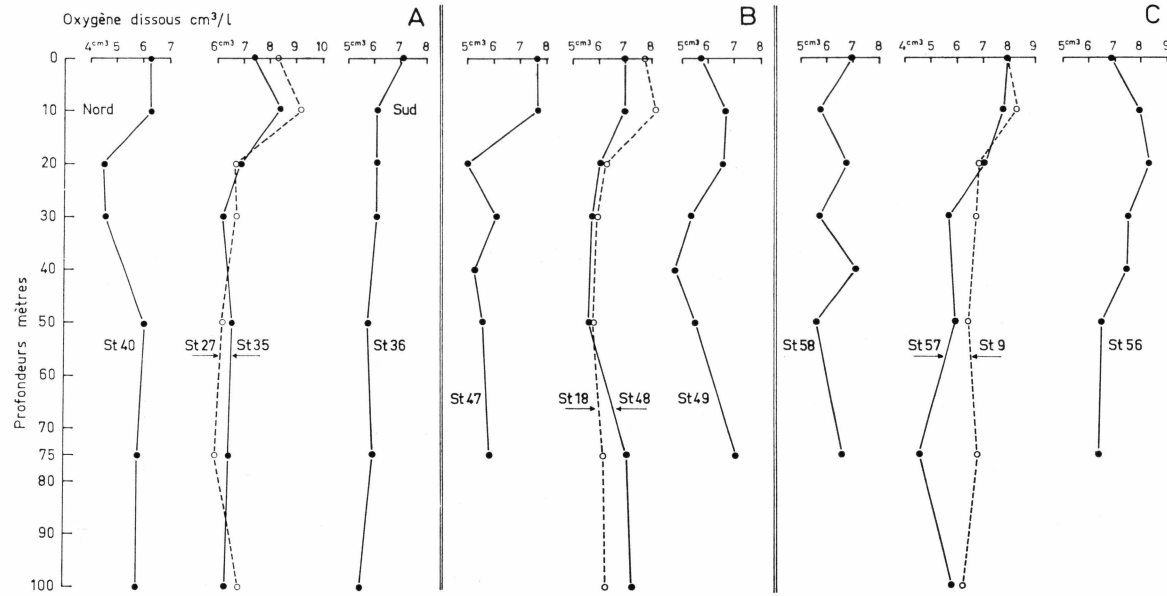 Oxygène dissous cm³/l
A
B
C
4cm³ 5 6 7
6cm³ 7 8 9 10
5cm³ 6 7 8
5cm³ 6 7 8
5cm³ 6 7 8
5cm³ 6 7 8
5cm³ 6 7 8
4cm³ 5 6 7 8 9
5cm³ 6 7 8 9
Profondeurs mètres
0
10
20
30
40
50
60
75
80
90
100
Nord
Sud
St 40
St 27
St 35
St 36
St 47
St 18
St 48
St 49
St 58
St 57
St 9
St 56